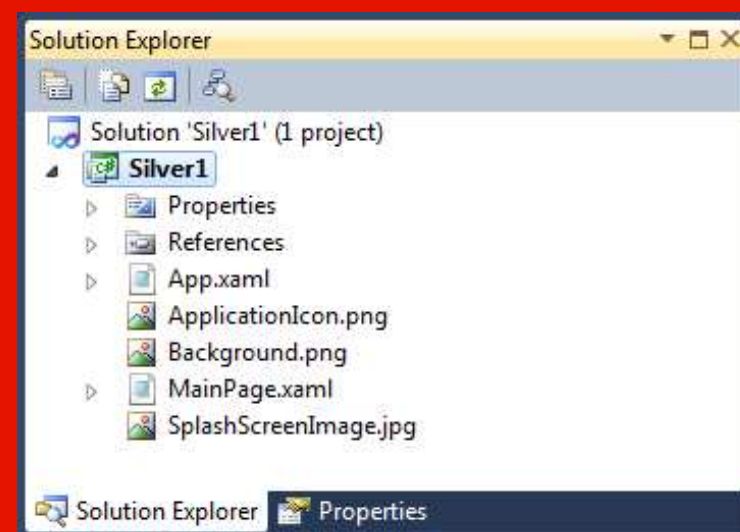 Solution Explorer
Solution 'Silver1' (1 project)
Silver1
Properties
References
App.xaml
ApplicationIcon.png
Background.png
MainPage.xaml
SplashScreenImage.jpg
Solution Explorer Properties